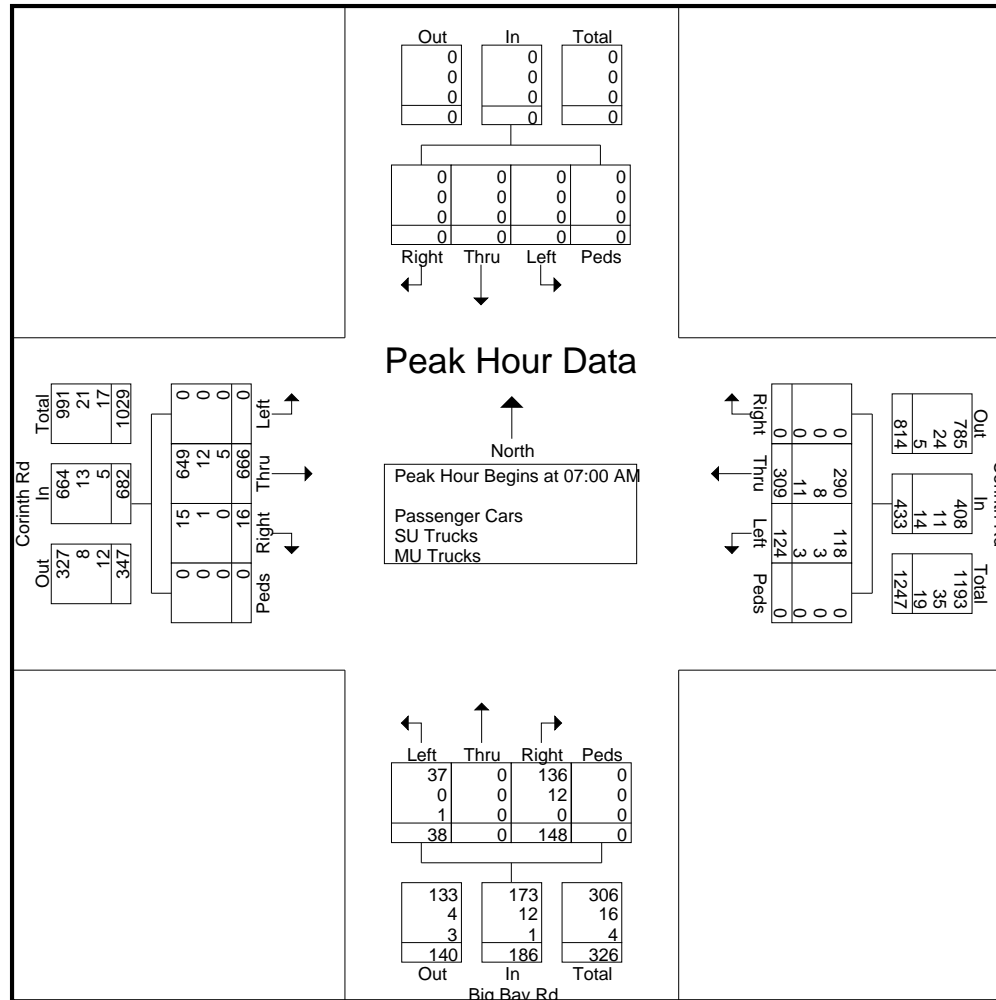 Out In Total
0 0 0
0 0 0
0 0 0
0 0 0
0 0 0 0
0 0 0 0
0 0 0 0
0 0 0 0
Right Thru Left Peds
Peak Hour Data
North
Peak Hour Begins at 07:00 AM
Passenger Cars
SU Trucks
MU Trucks
Corinth Rd
Out In Total
327 664 991
8 13 21
12 5 17
347 682 1029
Peds Right Thru Left
0 15 649 0
0 1 12 0
0 0 5 0
0 16 666 0
Out In Total
785 408 1193
24 11 35
5 14 19
814 433 1247
Right Thru Left Peds
0 290 118 0
0 8 3 0
0 11 3 0
0 309 124 0
Left Thru Right Peds
37 0 136 0
0 0 12 0
1 0 0 0
38 0 148 0
133 173 306
4 12 16
3 1 4
140 186 326
Out In Total
Big Bay Rd